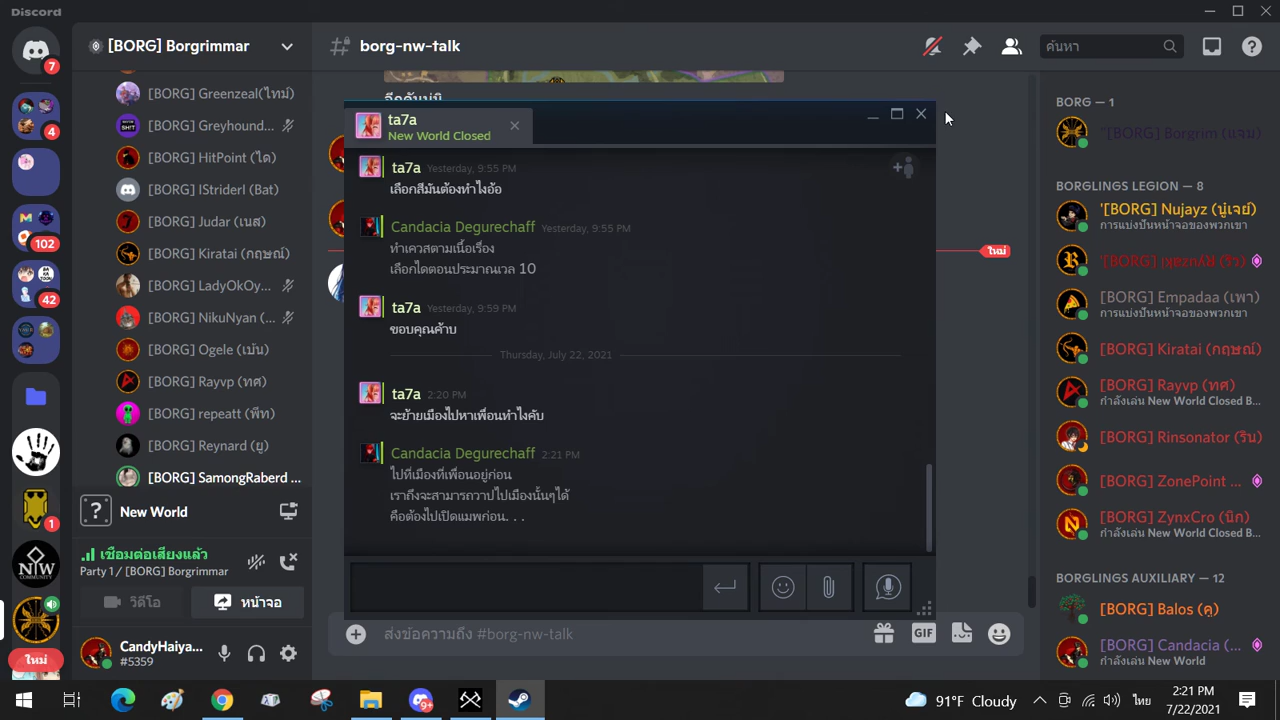 Discord
[BORG] Borgrimmar
borg-nw-talk
ค้นหา
7
4
102
42
1
ใหม่
[BORG] Greenzeal(ไทม์)
[BORG] Greyhound...
[BORG] HitPoint (ได)
[BORG] IStriderI (Bat)
[BORG] Judar (เนส)
[BORG] Kiratai (กฤษณ์)
[BORG] LadyOkOy...
[BORG] NikuNyan (...
[BORG] Ogele (เบ้น)
[BORG] Rayvp (ทศ)
[BORG] repeatt (พีท)
[BORG] Reynard (ยู)
[BORG] SamongRaberd ...
New World
เชื่อมต่อเสียงแล้ว
Party 1 / [BORG] Borgrimmar
วิดีโอ
หน้าจอ
CandyHaiya...
#5359
ta7a
New World Closed
ta7a Yesterday, 9:55 PM
เลือกสีมันต้องทำไงอ้อ
Candacia Degurechaff Yesterday, 9:55 PM
ทำเควสตามเนื้อเรื่อง
เลือกไดตอนประมาณเวล 10
ta7a Yesterday, 9:59 PM
ขอบคุณค้าบ
Thursday, July 22, 2021
ta7a 2:20 PM
จะย้ายเมืองไปหาเพื่อนทำไงคับ
Candacia Degurechaff 2:21 PM
ไปที่เมืองที่เพื่อนอยู่ก่อน
เราถึงจะสามารถวาปไปเมืองนั้นๆได้
คือต้องไปเปิดแมพก่อน. . .
ใหม่
ส่งข้อความถึง #borg-nw-talk
GIF
BORG — 1
"[BORG] Borgrim (แจม)
BORGLINGS LEGION — 8
'[BORG] Nujayz (นู๋เจย์)
การแบ่งปันหน้าจอของพวกเขา
[BORG] Empadaa (เพา)
การแบ่งปันหน้าจอของพวกเขา
[BORG] Kiratai (กฤษณ์)
[BORG] Rayvp (ทศ)
กำลังเล่น New World Closed B...
[BORG] Rinsonator (ริน)
[BORG] ZonePoint ...
[BORG] ZynxCro (นิก)
กำลังเล่น New World Closed B...
BORGLINGS AUXILIARY — 12
[BORG] Balos (คู)
[BORG] Candacia (...
กำลังเล่น New World
9+
91°F Cloudy
ไทย
2:21 PM
7/22/2021